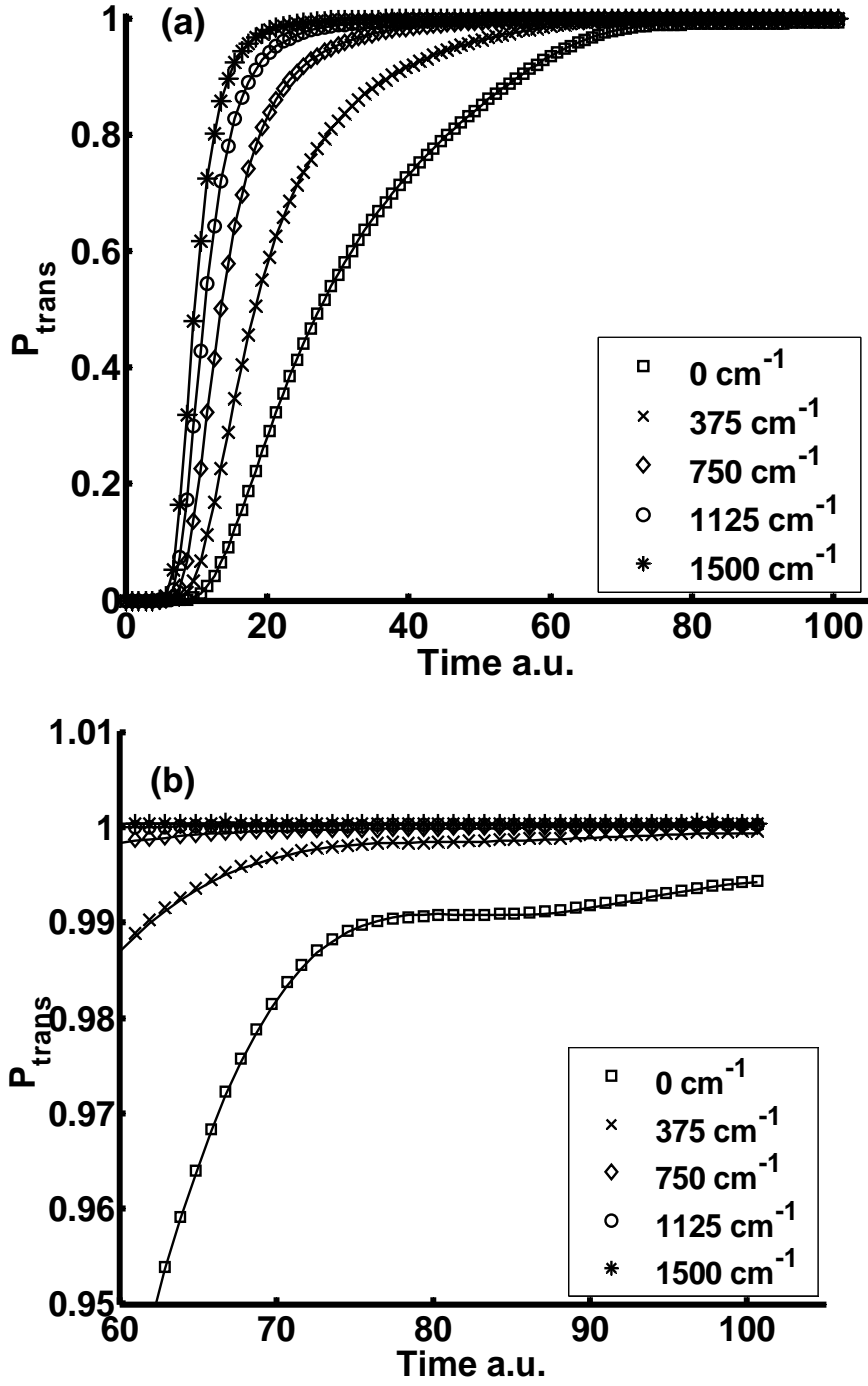 (a)
1
0.8
0.6
0.4
0.2
0
P_trans
0 20 40 60 80 100
Time a.u.
0 cm^-1
375 cm^-1
750 cm^-1
1125 cm^-1
1500 cm^-1
(b)
1.01
1
0.99
0.98
0.97
0.96
0.95
P_trans
60 70 80 90 100
Time a.u.
0 cm^-1
375 cm^-1
750 cm^-1
1125 cm^-1
1500 cm^-1